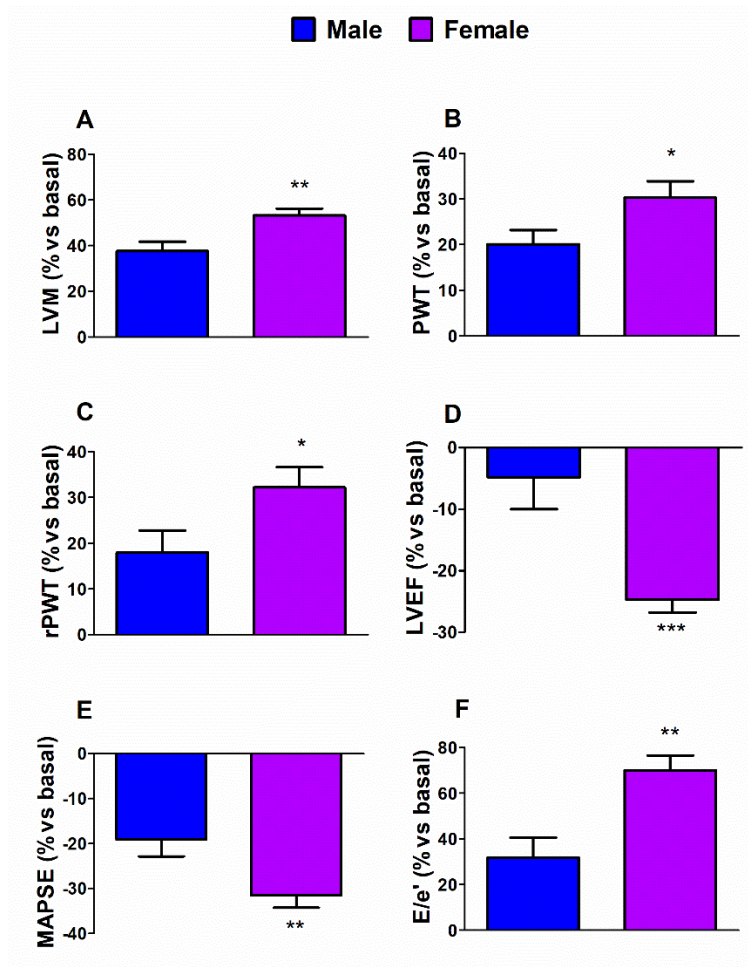 Male Female
A
LVM (% vs basal)
80
60
40
20
0
**
B
PWT (% vs basal)
40
30
20
10
0
*
C
rPWT (% vs basal)
40
30
20
10
0
*
D
LVEF (% vs basal)
0
-10
-20
-30
***
E
MAPSE (% vs basal)
0
-10
-20
-30
-40
**
F
E/e' (% vs basal)
80
60
40
20
0
**